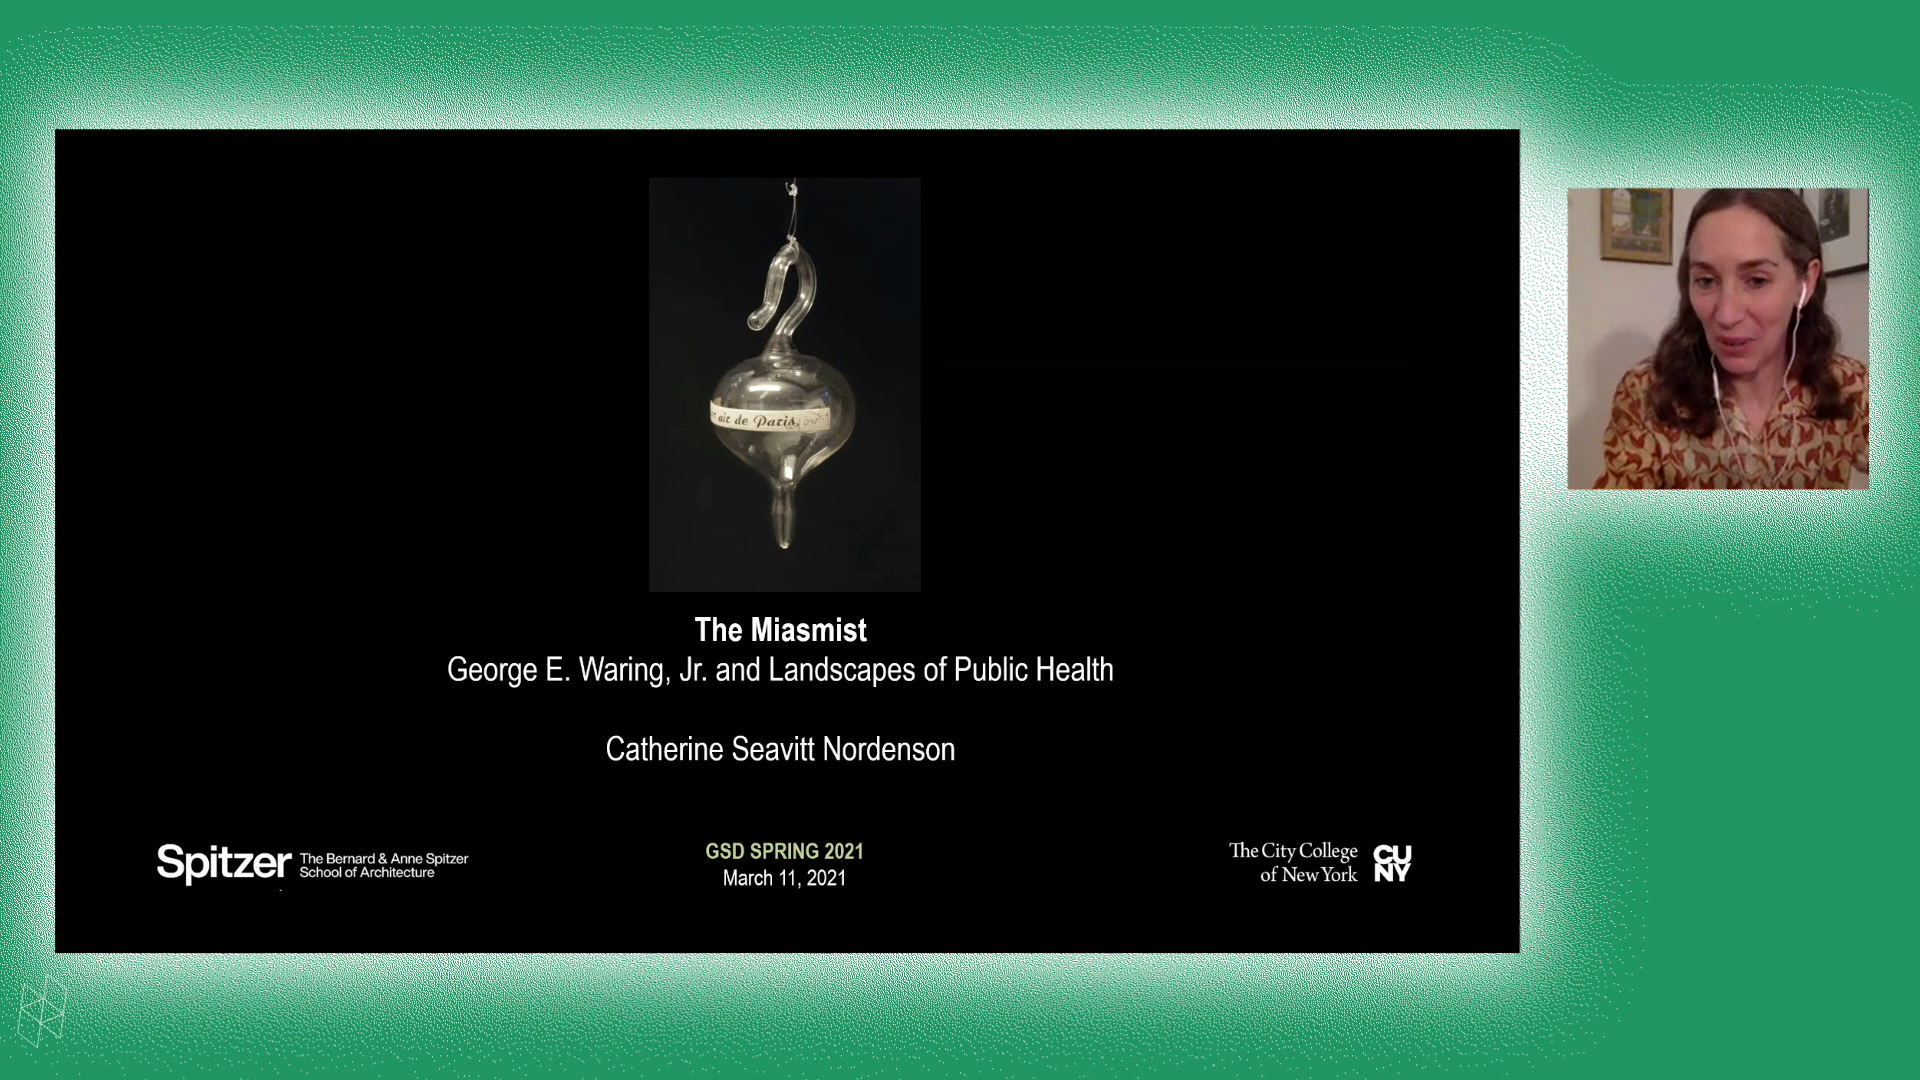 air de Paris
The Miasmist
George E. Waring, Jr. and Landscapes of Public Health
Catherine Seavitt Nordenson
Spitzer
The Bernard & Anne Spitzer
School of Architecture
GSD SPRING 2021
March 11, 2021
The City College
of New York
CU
NY